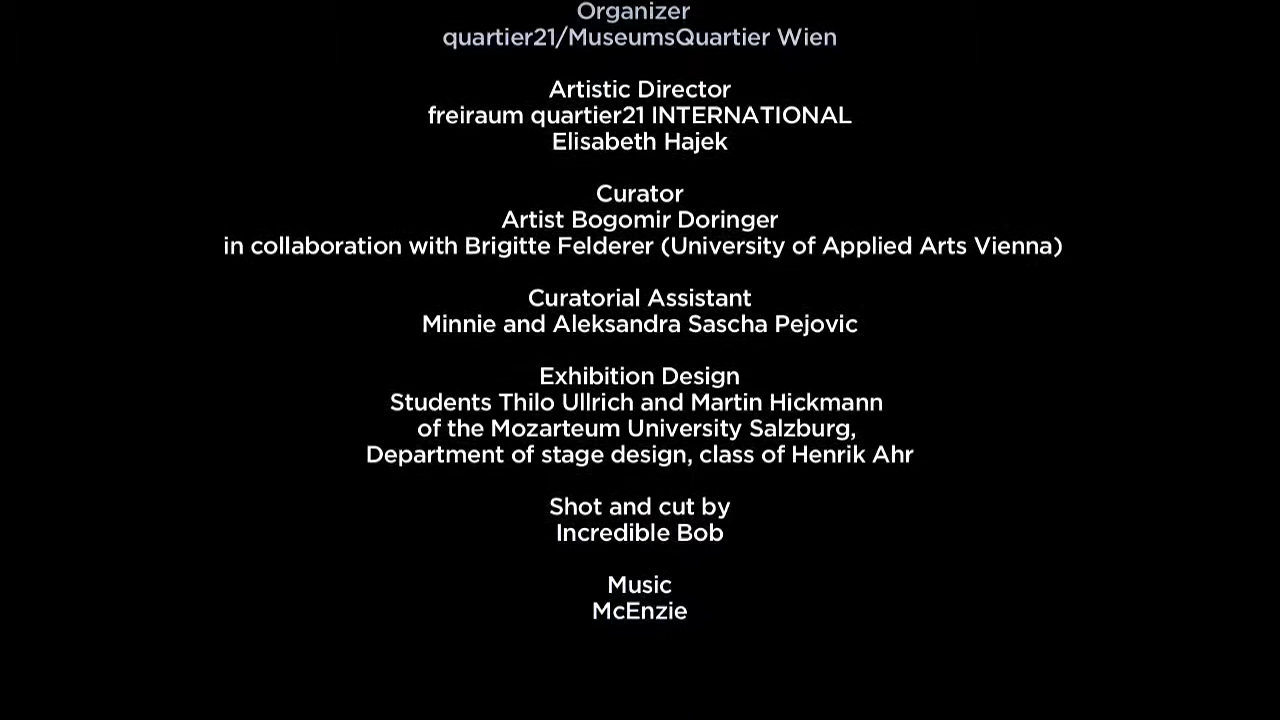 Organizer
quartier21/MuseumsQuartier Wien
Artistic Director
freiraum quartier21 INTERNATIONAL
Elisabeth Hajek
Curator
Artist Bogomir Doringer
in collaboration with Brigitte Felderer (University of Applied Arts Vienna)
Curatorial Assistant
Minnie and Aleksandra Sascha Pejovic
Exhibition Design
Students Thilo Ullrich and Martin Hickmann
of the Mozarteum University Salzburg,
Department of stage design, class of Henrik Ahr
Shot and cut by
Incredible Bob
Music
McEnzie